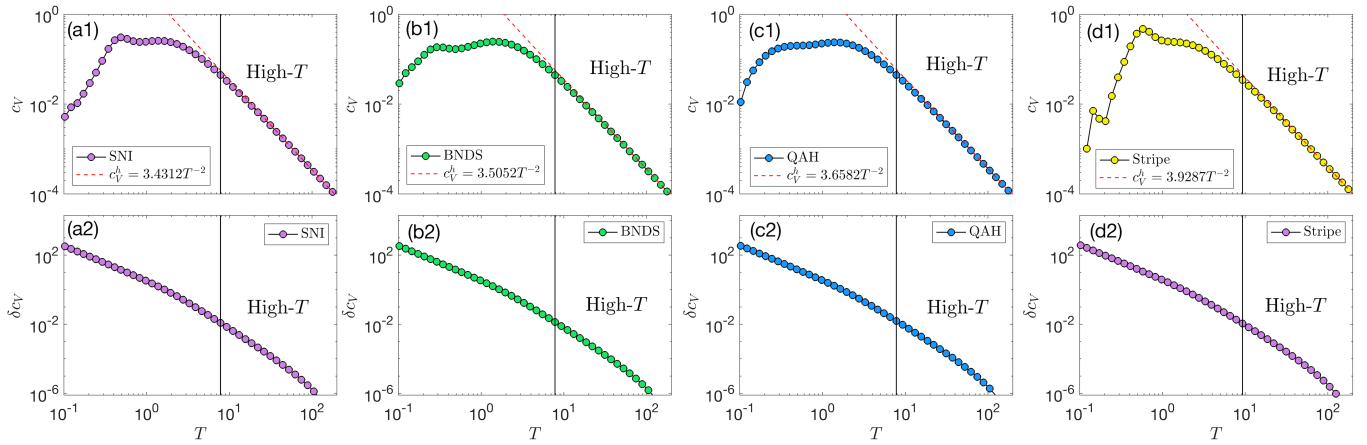 (a1)
10^0
10^-2
10^-4
c_V
High-T
SNI
c_V^h = 3.4312T^-2
(b1)
10^0
10^-2
10^-4
c_V
High-T
BNDS
c_V^h = 3.5052T^-2
(c1)
10^0
10^-2
10^-4
c_V
High-T
QAH
c_V^h = 3.6582T^-2
(d1)
10^0
10^-2
10^-4
c_V
High-T
Stripe
c_V^h = 3.9287T^-2
(a2)
SNI
10^2
10^-2
10^-6
δc_V
High-T
10^-1 10^0 10^1 10^2
T
(b2)
BNDS
10^2
10^-2
10^-6
δc_V
High-T
10^-1 10^0 10^1 10^2
T
(c2)
QAH
10^2
10^-2
10^-6
δc_V
High-T
10^-1 10^0 10^1 10^2
T
(d2)
Stripe
10^2
10^-2
10^-6
δc_V
High-T
10^-1 10^0 10^1 10^2
T